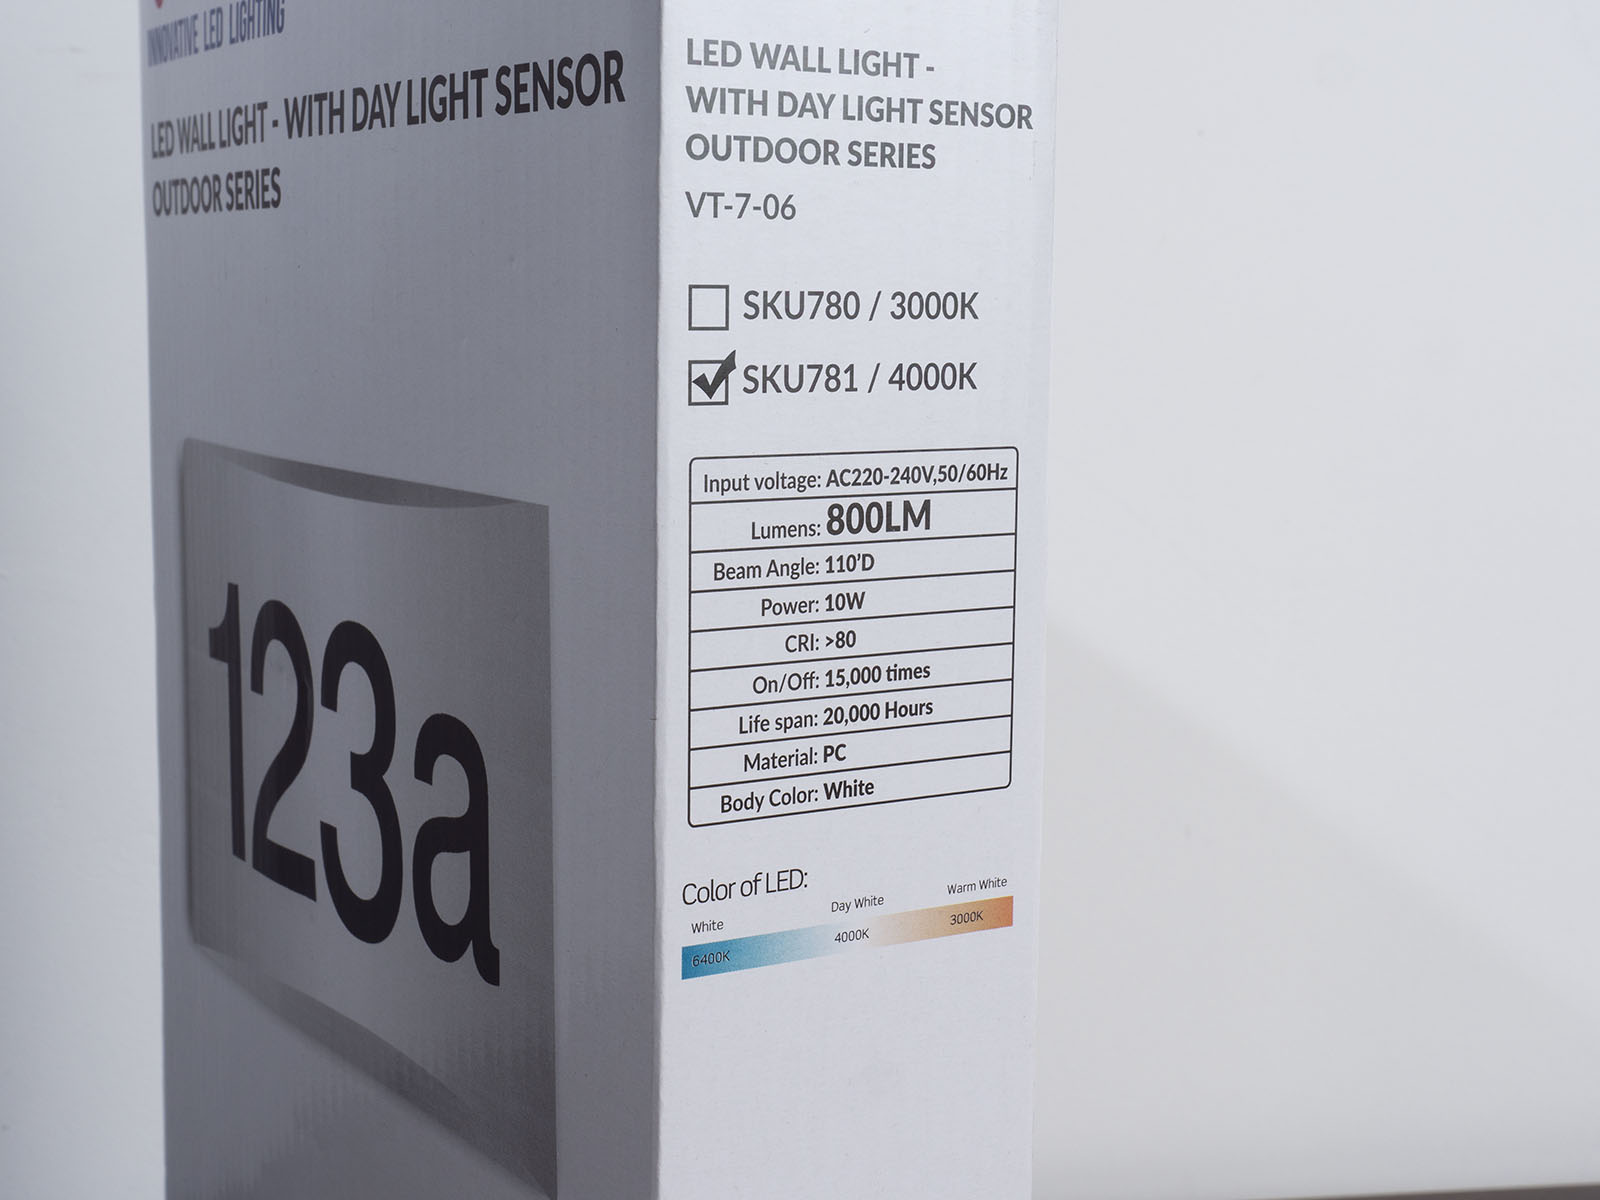 INNOVATIVE LED LIGHTING
LED WALL LIGHT - WITH DAY LIGHT SENSOR
OUTDOOR SERIES
123a
LED WALL LIGHT -
WITH DAY LIGHT SENSOR
OUTDOOR SERIES
VT-7-06
SKU780 / 3000K
SKU781 / 4000K
Input voltage: AC220-240V,50/60Hz
Lumens: 800LM
Beam Angle: 110’D
Power: 10W
CRI: >80
On/Off: 15,000 times
Life span: 20,000 Hours
Material: PC
Body Color: White
Color of LED:
White Day White Warm White
6400K 4000K 3000K